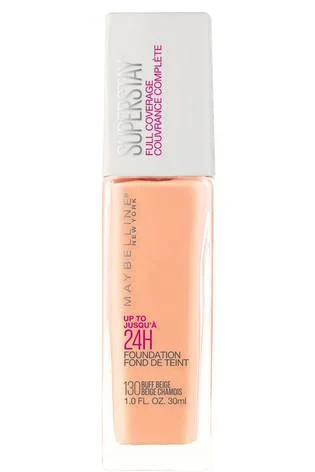 SUPERSTAY®
FULL COVERAGE
COUVRANCE COMPLÈTE
MAYBELLINE®
NEW YORK
UP TO
JUSQU'À
24H
FOUNDATION
FOND DE TEINT
130 BUFF BEIGE
BEIGE CHAMOIS
1.0 FL. OZ. 30ml